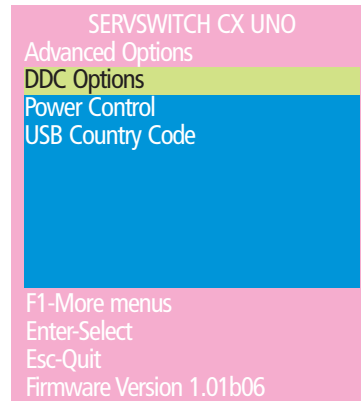 SERVSWITCH CX UNO
Advanced Options
DDC Options
Power Control
USB Country Code
F1-More menus
Enter-Select
Esc-Quit
Firmware Version 1.01b06